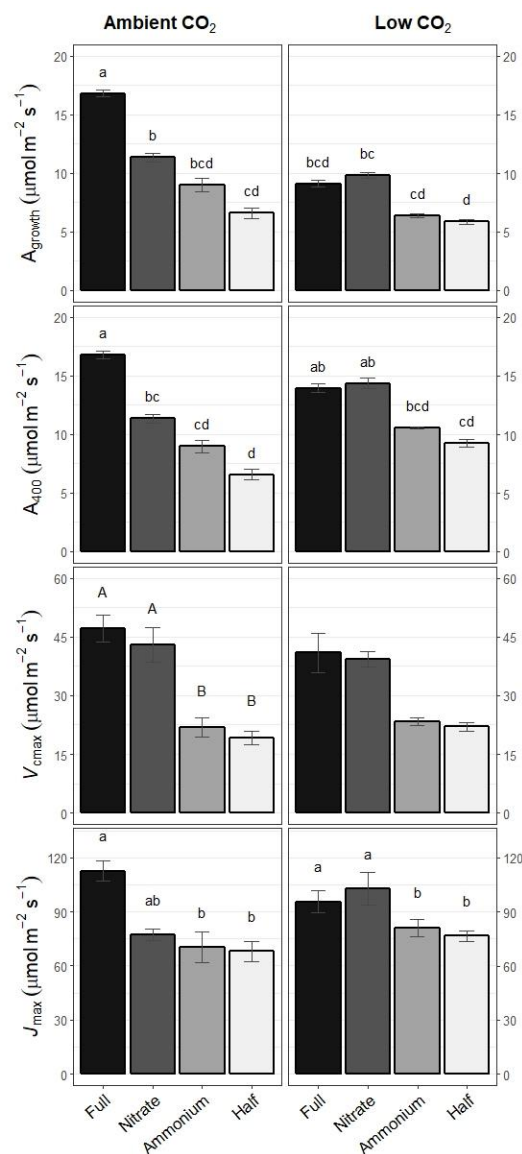 Ambient CO₂ Low CO₂
A_growth (μmol m⁻² s⁻¹)
20 20
15 15
10 10
5 5
0 0
a b bcd cd bcd bc cd d
A₄₀₀ (μmol m⁻² s⁻¹)
20 20
15 15
10 10
5 5
0 0
a bc cd d ab ab bcd cd
V_cmax (μmol m⁻² s⁻¹)
60 60
45 45
30 30
15 15
0 0
A A B B
J_max (μmol m⁻² s⁻¹)
120 120
90 90
60 60
30 30
0 0
a ab b b a a b b
Full Nitrate Ammonium Half Full Nitrate Ammonium Half